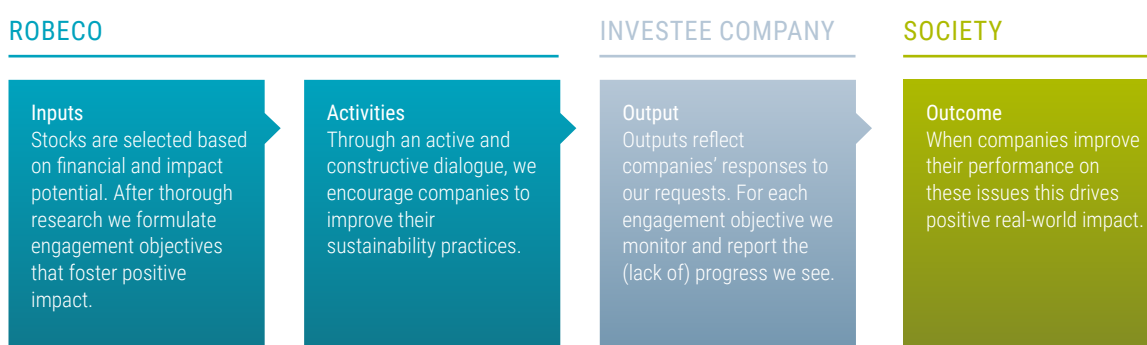 ROBECO
INVESTEE COMPANY
SOCIETY
Inputs
Stocks are selected based
on financial and impact
potential. After thorough
research we formulate
engagement objectives
that foster positive
impact.
Activities
Through an active and
constructive dialogue, we
encourage companies to
improve their
sustainability practices.
Output
Outputs reflect
companies' responses to
our requests. For each
engagement objective we
monitor and report the
(lack of) progress we see.
Outcome
When companies improve
their performance on
these issues this drives
positive real-world impact.